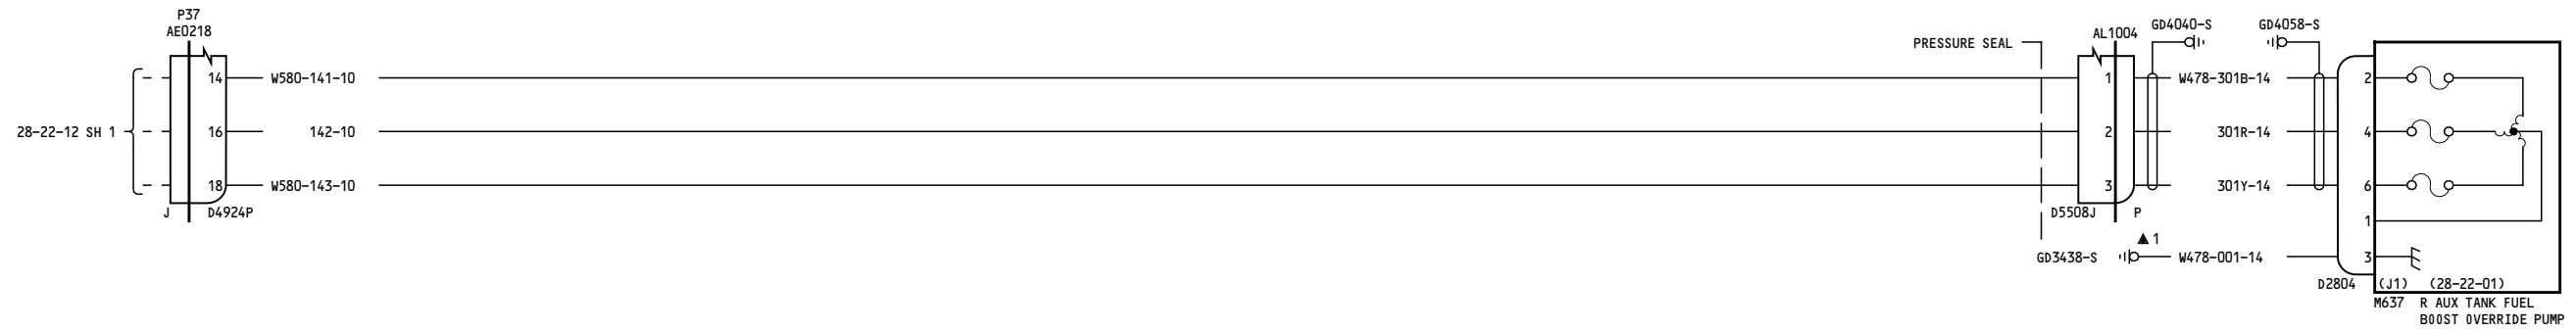 P37
AE0218
14
W580-141-10
28-22-12 SH 1
16
142-10
18
W580-143-10
J
D4924P
PRESSURE SEAL
AL1004
GD4040-S
GD4058-S
1
W478-301B-14
2
2
301R-14
4
3
301Y-14
6
D5508J
P
1
1
GD3438-S
W478-001-14
3
D2804
(J1)
(28-22-01)
M637
R AUX TANK FUEL
BOOST OVERRIDE PUMP